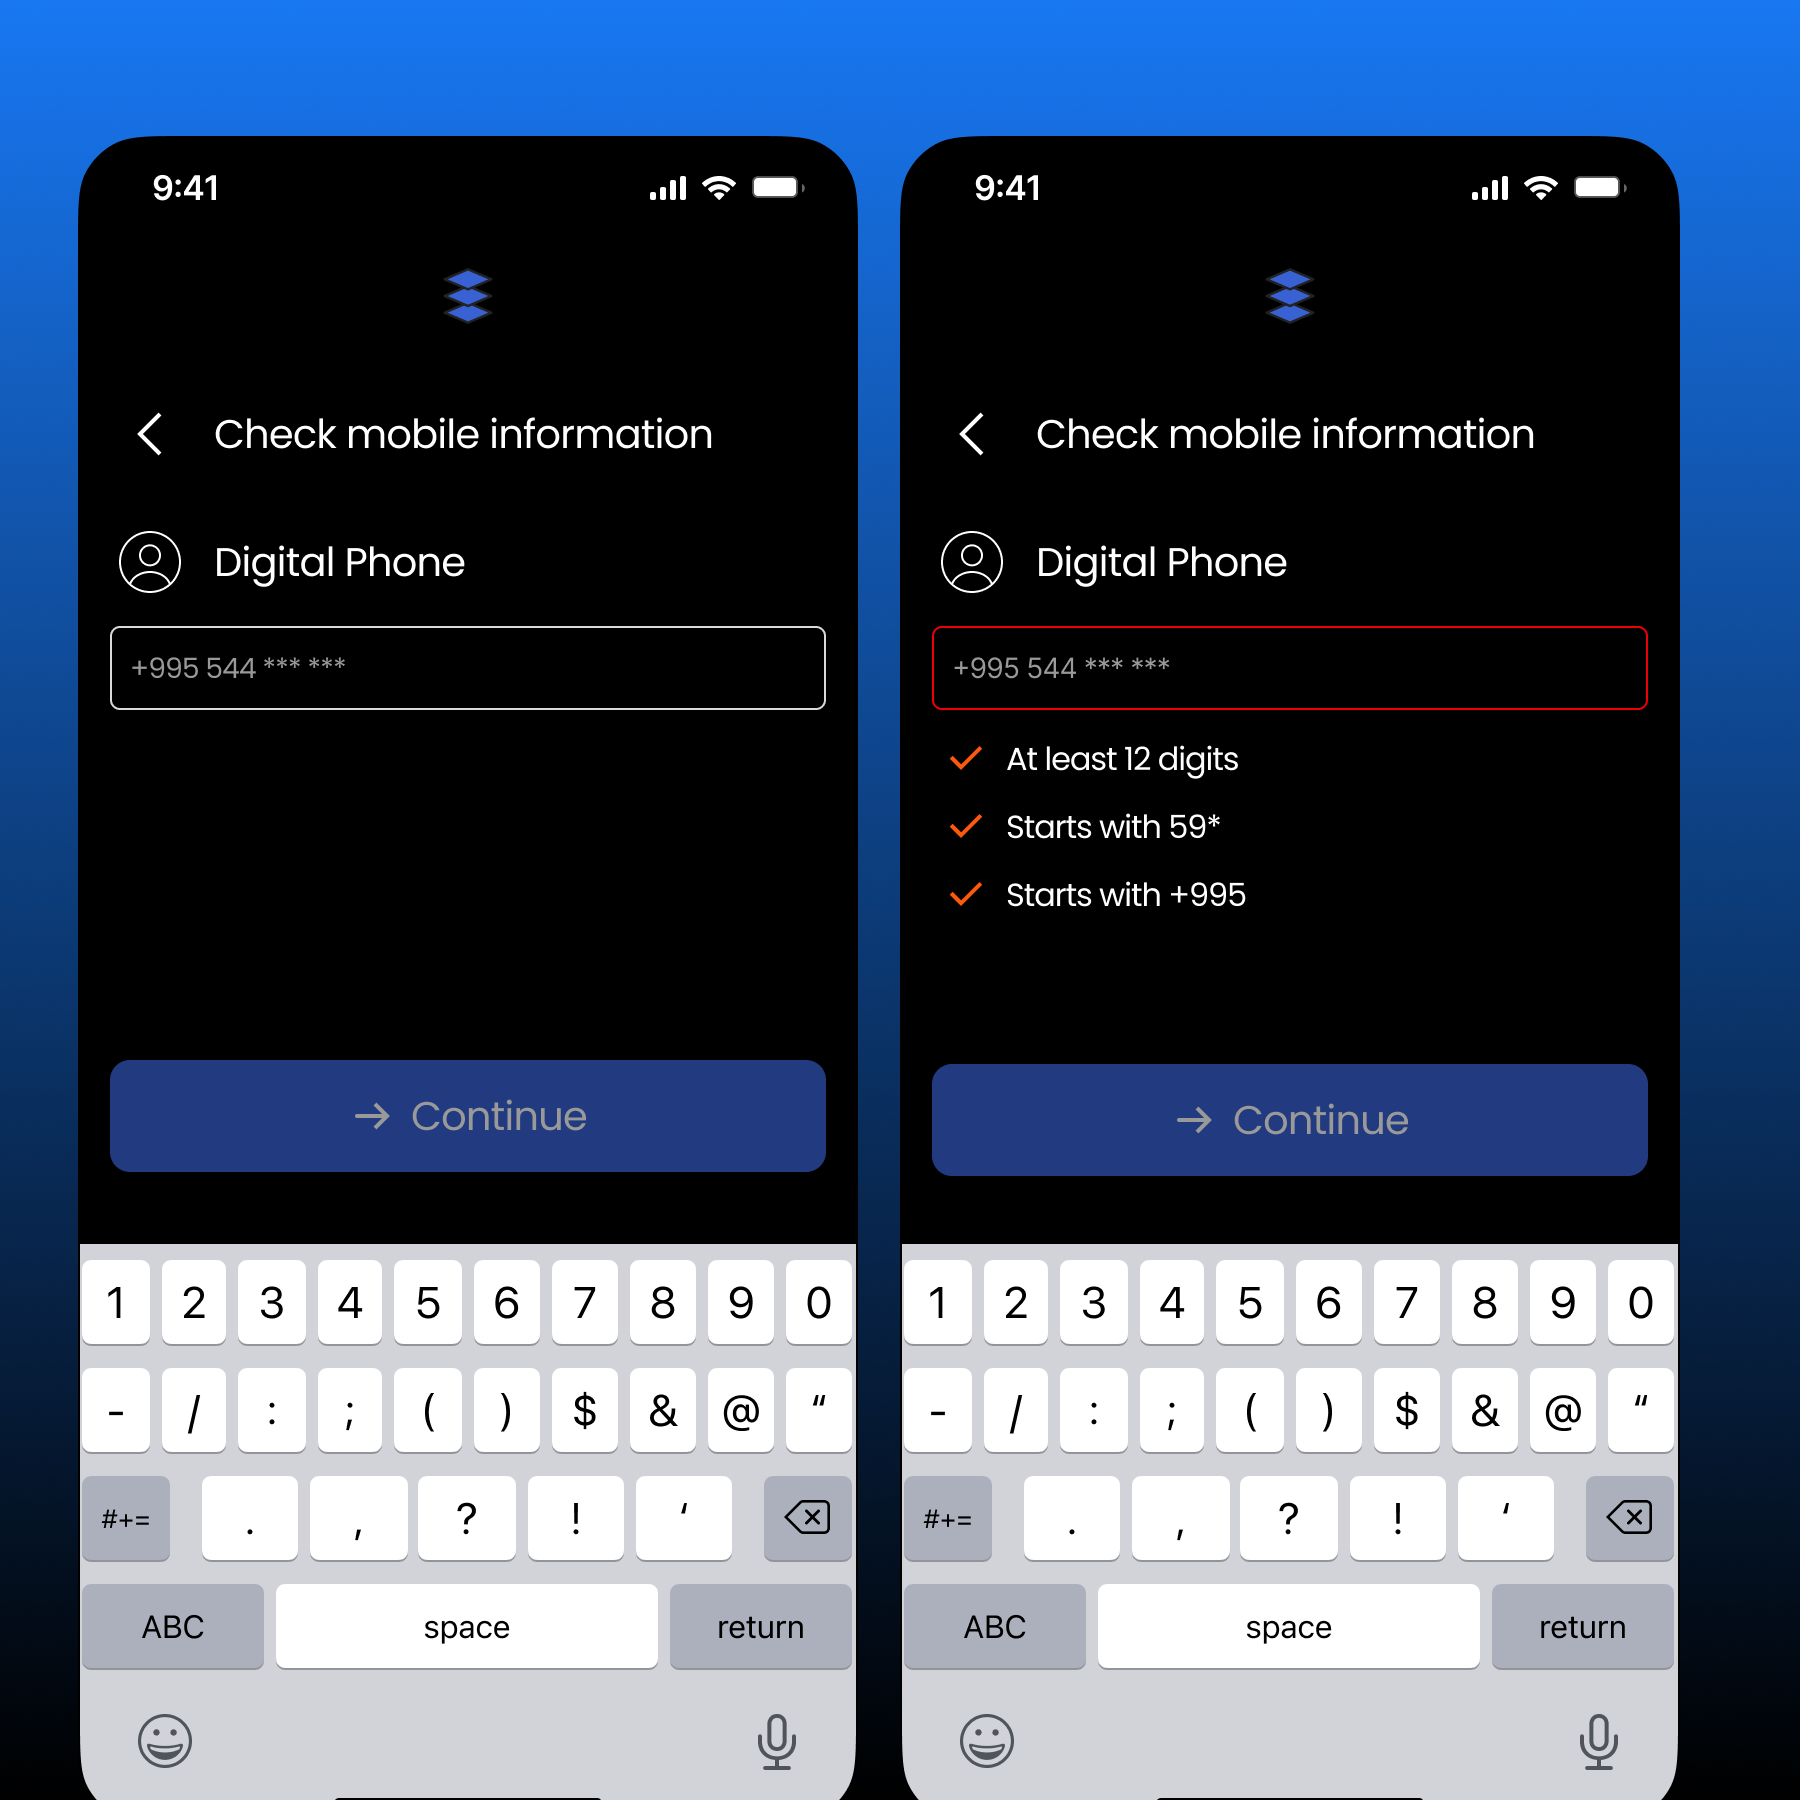 9:41
Check mobile information
Digital Phone
+995 544 *** ***
Continue
1 2 3 4 5 6 7 8 9 0
- / : ; ( ) $ & @ “
#+= . , ? ! ‘
ABC space return
9:41
Check mobile information
Digital Phone
+995 544 *** ***
At least 12 digits
Starts with 59*
Starts with +995
Continue
1 2 3 4 5 6 7 8 9 0
- / : ; ( ) $ & @ “
#+= . , ? ! ‘
ABC space return